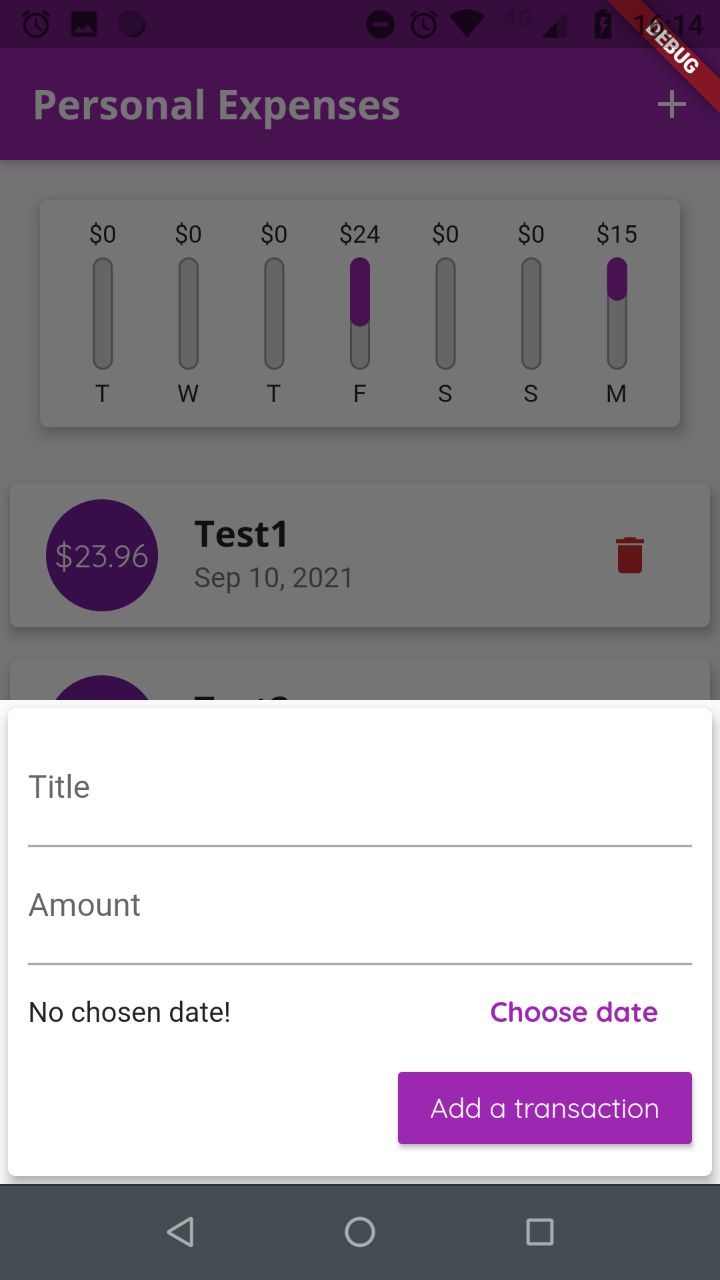 4G 16:14
DEBUG
Personal Expenses
$0 $0 $0 $24 $0 $0 $15
T W T F S S M
$23.96
Test1
Sep 10, 2021
Title
Amount
No chosen date! Choose date
Add a transaction